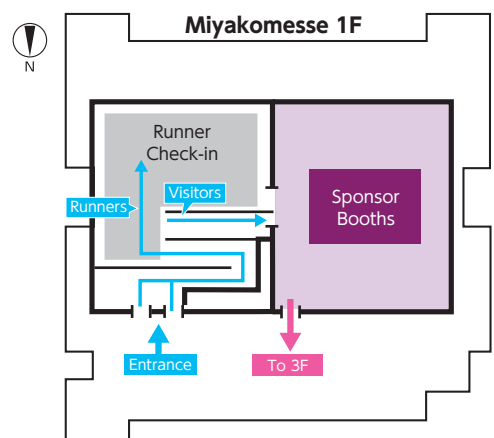 Miyakomesse 1F
N
Runner
Check-in
Visitors
Runners
Sponsor
Booths
Entrance
To 3F